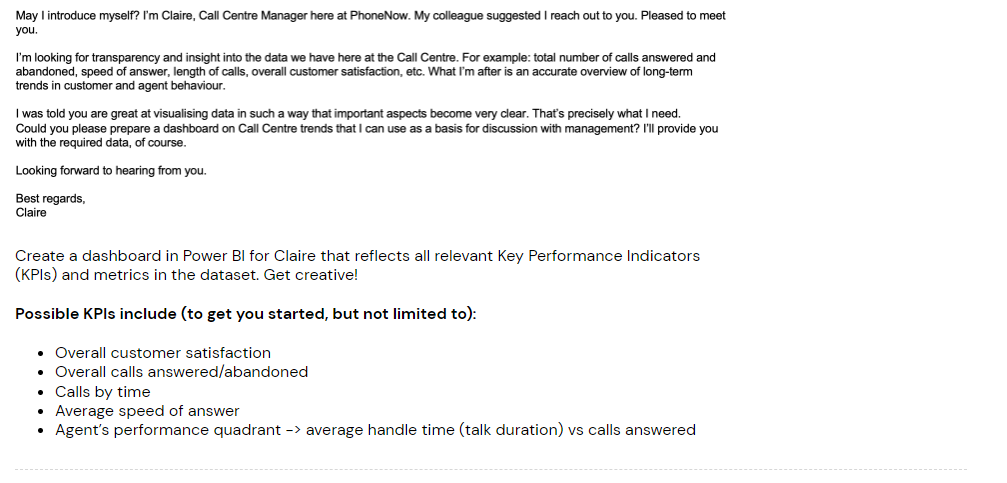 May I introduce myself? I'm Claire, Call Centre Manager here at PhoneNow. My colleague suggested I reach out to you. Pleased to meet
you.
I'm looking for transparency and insight into the data we have here at the Call Centre. For example: total number of calls answered and
abandoned, speed of answer, length of calls, overall customer satisfaction, etc. What I'm after is an accurate overview of long-term
trends in customer and agent behaviour.
I was told you are great at visualising data in such a way that important aspects become very clear. That's precisely what I need.
Could you please prepare a dashboard on Call Centre trends that I can use as a basis for discussion with management? I'll provide you
with the required data, of course.
Looking forward to hearing from you.
Best regards,
Claire
Create a dashboard in Power BI for Claire that reflects all relevant Key Performance Indicators
(KPIs) and metrics in the dataset. Get creative!
Possible KPIs include (to get you started, but not limited to):
• Overall customer satisfaction
• Overall calls answered/abandoned
• Calls by time
• Average speed of answer
• Agent's performance quadrant -> average handle time (talk duration) vs calls answered